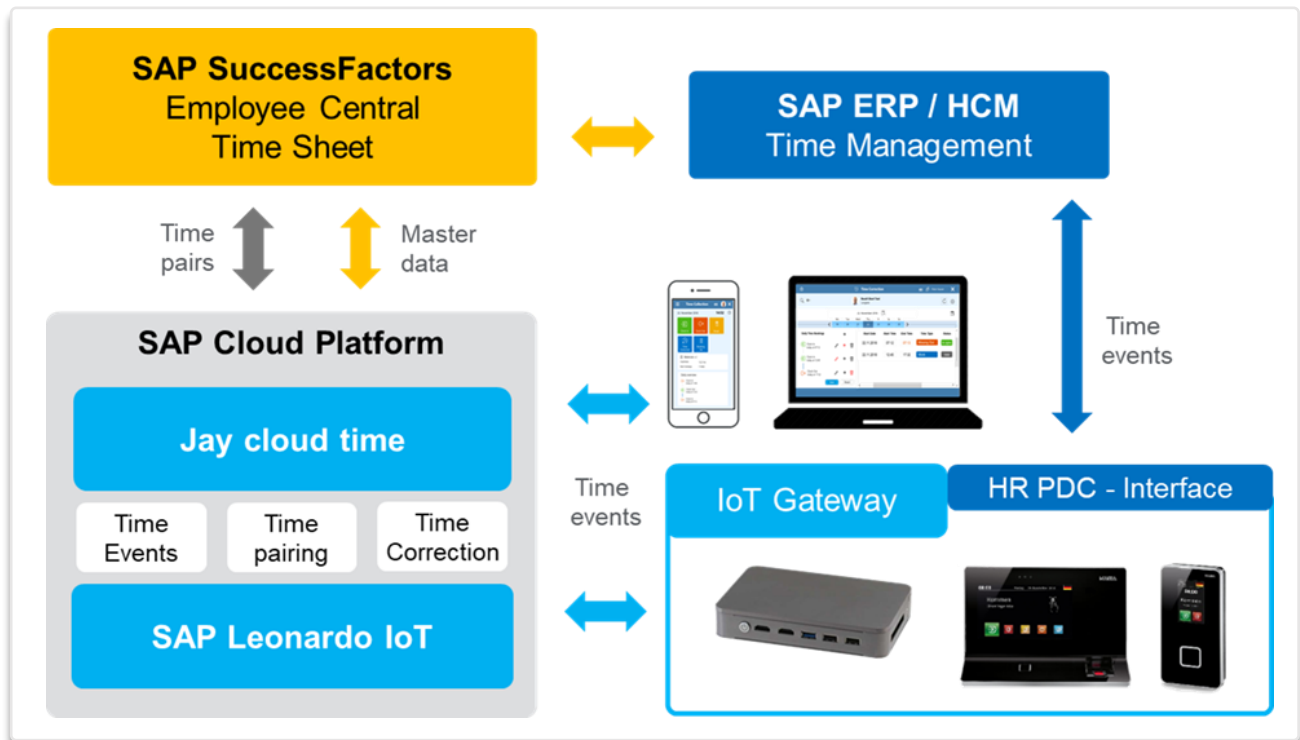 SAP SuccessFactors
Employee Central
Time Sheet
SAP ERP / HCM
Time Management
Time
pairs
Master
data
SAP Cloud Platform
Jay cloud time
Time
Events
Time
pairing
Time
Correction
SAP Leonardo IoT
Time
events
Time
events
IoT Gateway
HR PDC - Interface